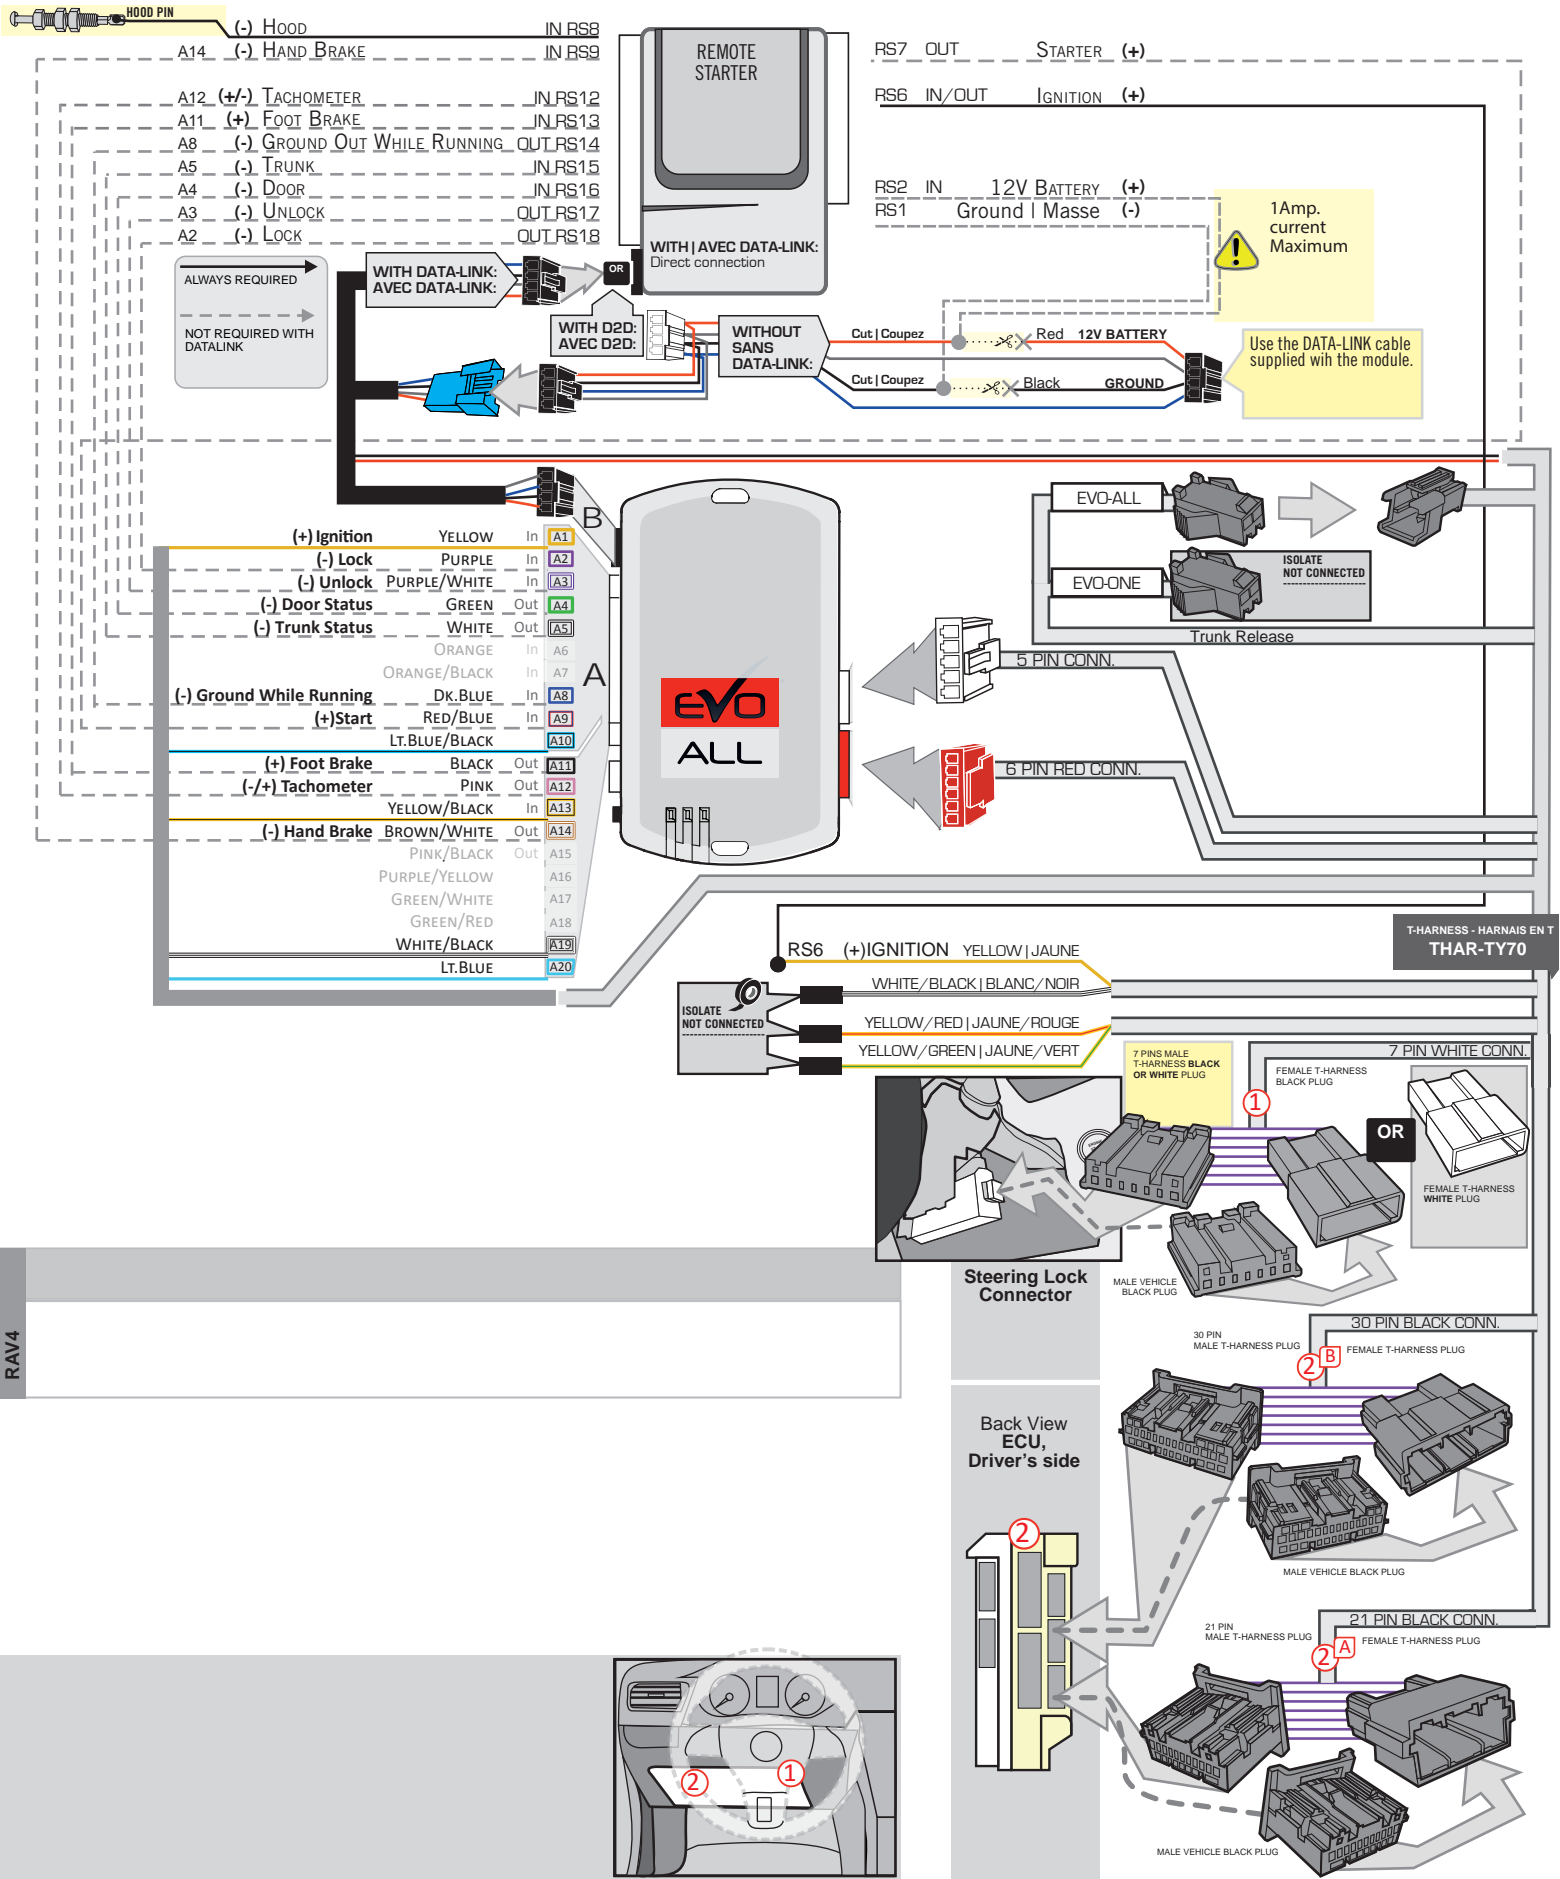 HOOD PIN
(-) HOOD IN RS8
A14 (-) HAND BRAKE IN RS9
A12 (+/-) TACHOMETER IN RS12
A11 (+) FOOT BRAKE IN RS13
A8 (-) GROUND OUT WHILE RUNNING OUT RS14
A5 (-) TRUNK IN RS15
A4 (-) DOOR IN RS16
A3 (-) UNLOCK OUT RS17
A2 (-) LOCK OUT RS18
REMOTE
STARTER
WITH | AVEC DATA-LINK:
Direct connection
RS7 OUT STARTER (+)
RS6 IN/OUT IGNITION (+)
RS2 IN 12V BATTERY (+)
RS1 Ground | Masse (-)
1Amp.
current
Maximum
ALWAYS REQUIRED
NOT REQUIRED WITH
DATALINK
WITH DATA-LINK:
AVEC DATA-LINK:
OR
WITH D2D:
AVEC D2D:
WITHOUT
SANS
DATA-LINK:
Cut | Coupez Red 12V BATTERY
Cut | Coupez Black GROUND
Use the DATA-LINK cable
supplied wih the module.
B
A
(+) Ignition YELLOW In A1
(-) Lock PURPLE In A2
(-) Unlock PURPLE/WHITE In A3
(-) Door Status GREEN Out A4
(-) Trunk Status WHITE Out A5
ORANGE In A6
ORANGE/BLACK In A7
(-) Ground While Running DK.BLUE In A8
(+)Start RED/BLUE In A9
LT.BLUE/BLACK A10
(+) Foot Brake BLACK Out A11
(-/+) Tachometer PINK Out A12
YELLOW/BLACK In A13
(-) Hand Brake BROWN/WHITE Out A14
PINK/BLACK Out A15
PURPLE/YELLOW A16
GREEN/WHITE A17
GREEN/RED A18
WHITE/BLACK A19
LT.BLUE A20
EVO
ALL
EVO-ALL
EVO-ONE
ISOLATE
NOT CONNECTED
Trunk Release
5 PIN CONN.
6 PIN RED CONN.
T-HARNESS - HARNAIS EN T
THAR-TY70
RS6 (+)IGNITION YELLOW | JAUNE
WHITE/BLACK | BLANC/NOIR
YELLOW/RED | JAUNE/ROUGE
YELLOW/GREEN | JAUNE/VERT
ISOLATE
NOT CONNECTED
7 PIN WHITE CONN.
7 PINS MALE
T-HARNESS BLACK
OR WHITE PLUG
1
FEMALE T-HARNESS
BLACK PLUG
OR
FEMALE T-HARNESS
WHITE PLUG
MALE VEHICLE
BLACK PLUG
Steering Lock
Connector
RAV4
30 PIN BLACK CONN.
30 PIN
MALE T-HARNESS PLUG
2 B
FEMALE T-HARNESS PLUG
MALE VEHICLE BLACK PLUG
Back View
ECU,
Driver's side
2
21 PIN BLACK CONN.
21 PIN
MALE T-HARNESS PLUG
2 A
FEMALE T-HARNESS PLUG
MALE VEHICLE BLACK PLUG
2
1